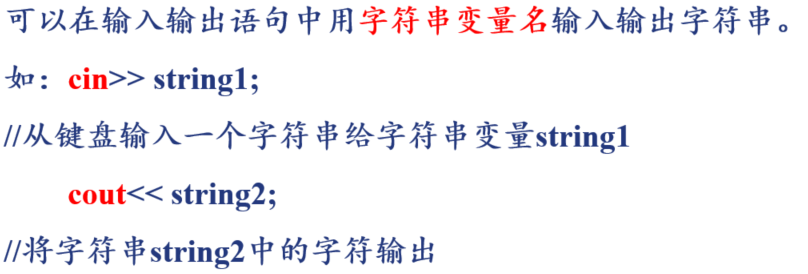 可以在输入输出语句中用字符串变量名输入输出字符串。
如：cin>> string1;
//从键盘输入一个字符串给字符串变量string1
cout<< string2;
//将字符串string2中的字符输出